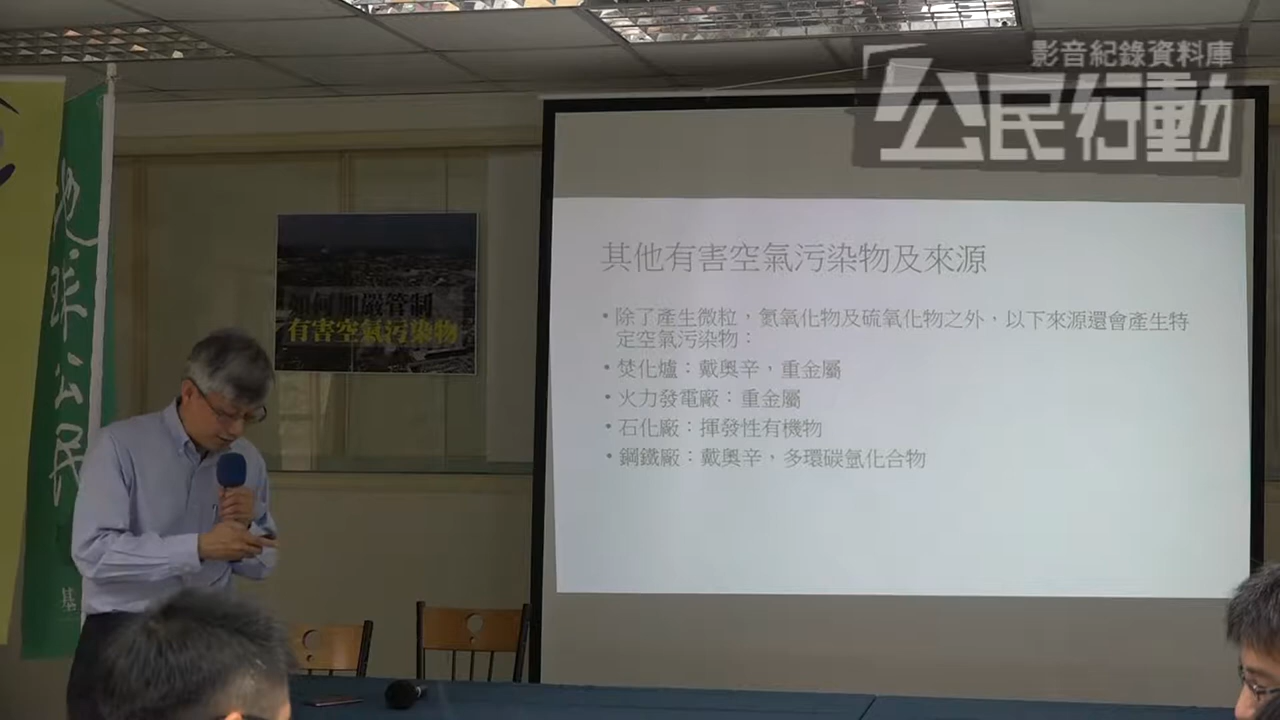 影音紀錄資料庫
公民行動
地球公民
基
如何加嚴管制
有害空氣污染物
其他有害空氣污染物及來源
•除了產生微粒，氮氧化物及硫氧化物之外，以下來源還會產生特
定空氣污染物：
•焚化爐：戴奧辛，重金屬
•火力發電廠：重金屬
•石化廠：揮發性有機物
•鋼鐵廠：戴奧辛，多環碳氫化合物